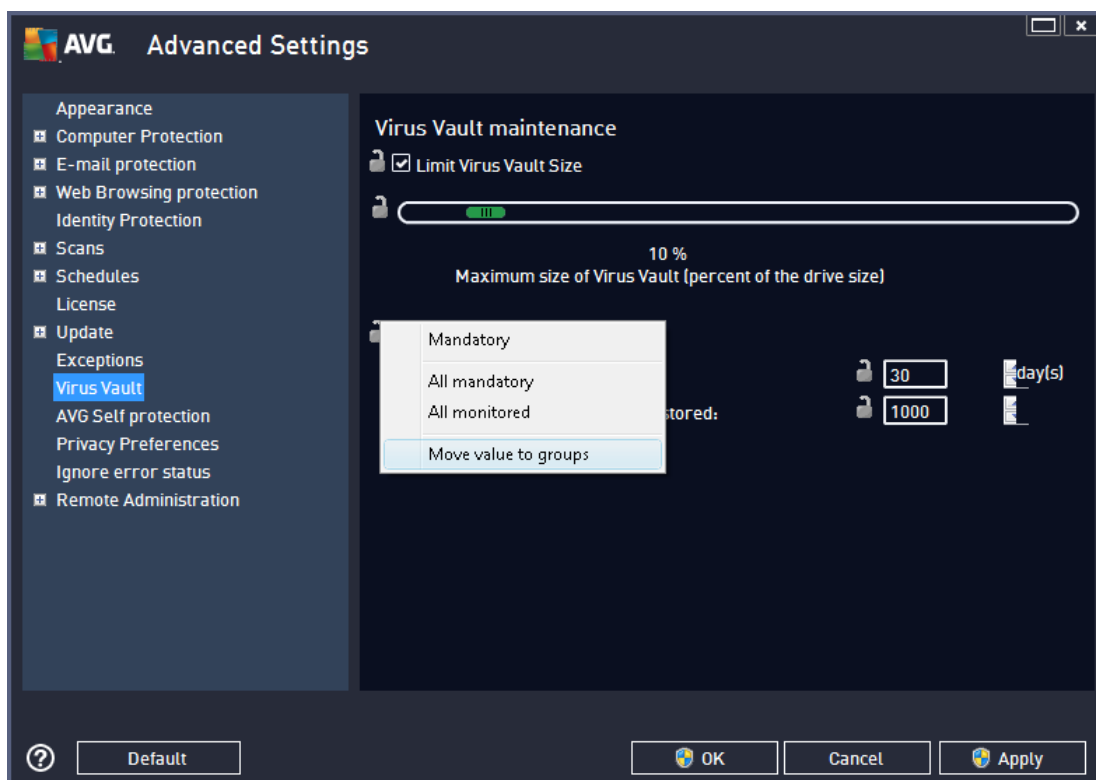 AVG. Advanced Settings
Appearance
Computer Protection
E-mail protection
Web Browsing protection
Identity Protection
Scans
Schedules
License
Update
Exceptions
Virus Vault
AVG Self protection
Privacy Preferences
Ignore error status
Remote Administration
Virus Vault maintenance
Limit Virus Vault Size
10 %
Maximum size of Virus Vault (percent of the drive size)
Mandatory
All mandatory
All monitored
Move value to groups
30 day(s)
stored: 1000
Default
OK
Cancel
Apply